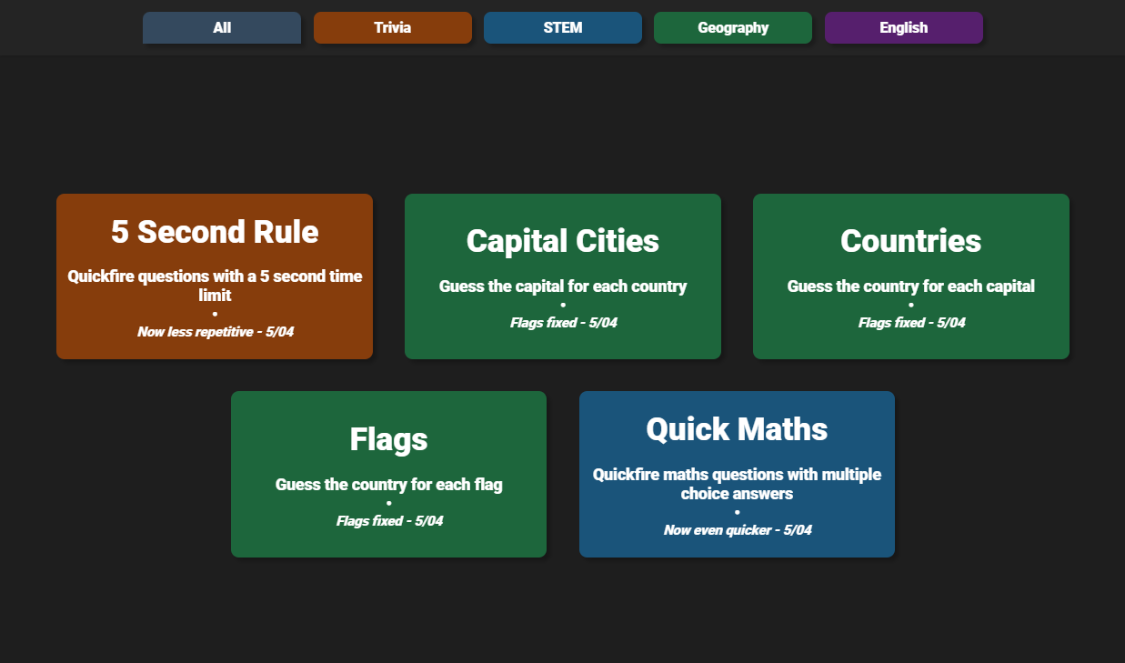 All
Trivia
STEM
Geography
English
5 Second Rule
Quickfire questions with a 5 second time
limit
•
Now less repetitive - 5/04
Capital Cities
Guess the capital for each country
•
Flags fixed - 5/04
Countries
Guess the country for each capital
•
Flags fixed - 5/04
Flags
Guess the country for each flag
•
Flags fixed - 5/04
Quick Maths
Quickfire maths questions with multiple
choice answers
•
Now even quicker - 5/04